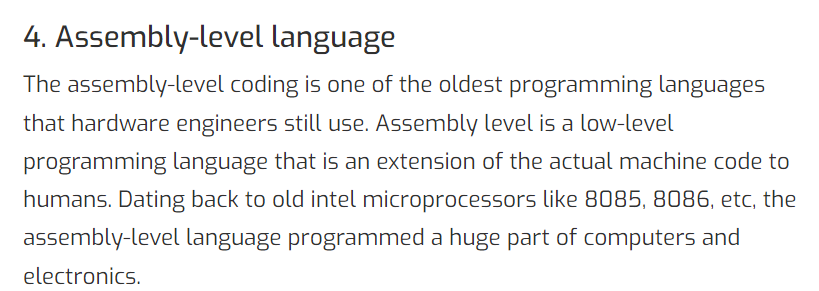 4. Assembly-level language
The assembly-level coding is one of the oldest programming languages
that hardware engineers still use. Assembly level is a low-level
programming language that is an extension of the actual machine code to
humans. Dating back to old intel microprocessors like 8085, 8086, etc, the
assembly-level language programmed a huge part of computers and
electronics.